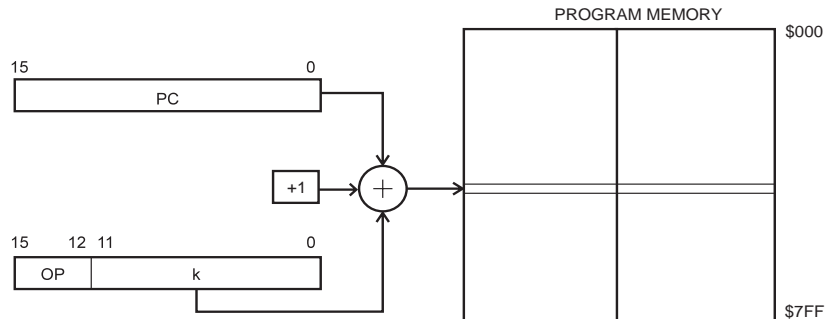 PROGRAM MEMORY
$000
15 0
PC
+1
+
15 12 11 0
OP k
$7FF